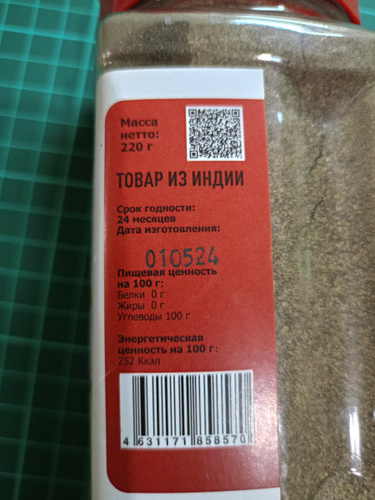 Масса
нетто:
220 г
ТОВАР ИЗ ИНДИИ
Срок годности:
24 месяцев
Дата изготовления:
010524
Пищевая ценность
на 100 г:
Белки 0 г
Жиры 0 г
Углеводы 100 г
Энергетическая
ценность на 100 г:
252 Ккал
4 631171 858570